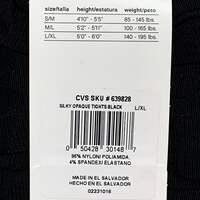 size/talla height/estatura weight/peso
S/M 4'10" - 5'5" 85 - 145 lbs.
M/L 5'2" - 5'11" 100 - 165 lbs.
L/XL 5'0" - 6'0" 140 - 195 lbs.
CVS SKU # 639828
SILKY OPAQUE TIGHTS BLACK L/XL
0 50428 30148 7
96% NYLON/ POLIAMIDA
4% SPANDEX/ ELASTANO
MADE IN EL SALVADOR
HECHO EN EL SALVADOR
02231016